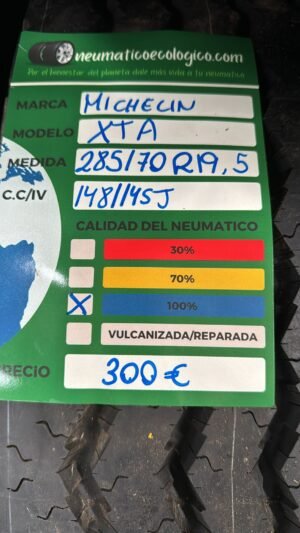 neumaticoecologico.com
Por el bienestar del planeta dale más vida a tu neumatico
MARCA MICHELIN
MODELO XTA
MEDIDA 285/70 R19,5
C.C/IV 148/145J
CALIDAD DEL NEUMATICO
30%
70%
X 100%
VULCANIZADA/REPARADA
PRECIO 300€